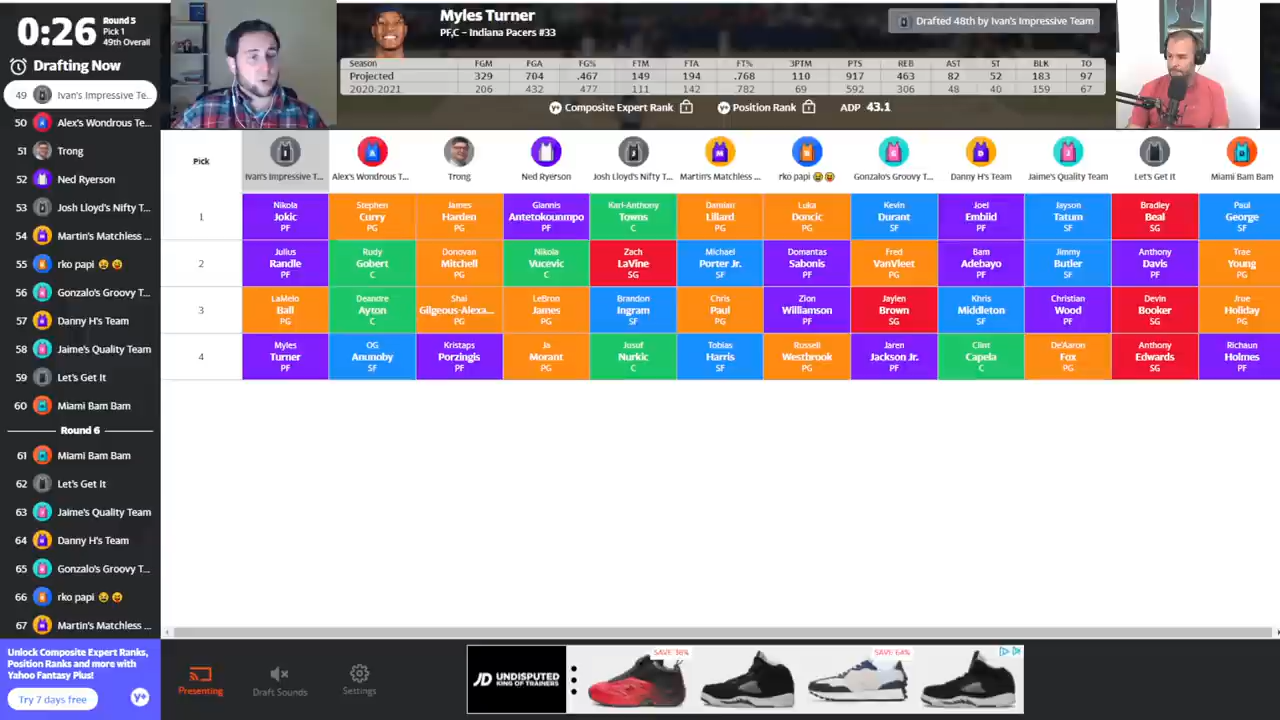 0:26
Round 5
Pick 1
49th Overall
Drafting Now
49 Ivan's Impressive Te...
50 Alex's Wondrous Te...
51 Trong
52 Ned Ryerson
53 Josh Lloyd's Nifty T...
54 Martin's Matchless ...
55 rko papi 😢 😝
56 Gonzalo's Groovy T...
57 Danny H's Team
58 Jaime's Quality Team
59 Let's Get It
60 Miami Bam Bam
Round 6
61 Miami Bam Bam
62 Let's Get It
63 Jaime's Quality Team
64 Danny H's Team
65 Gonzalo's Groovy T...
66 rko papi 😢 😝
67 Martin's Matchless ...
Unlock Composite Expert Ranks,
Position Ranks and more with
Yahoo Fantasy Plus!
Try 7 days free
Y+
Myles Turner
PF,C – Indiana Pacers #33
Drafted 48th by Ivan's Impressive Team
Season FGM FGA FG% FTM FTA FT% 3PTM PTS REB AST ST BLK TO
Projected 329 704 .467 149 194 .768 110 917 463 82 52 183 97
2020-2021 206 432 .477 111 142 .782 69 592 306 48 40 159 67
Y+ Composite Expert Rank Y+ Position Rank ADP 43.1
Pick Ivan's Impressive T... Alex's Wondrous T... Trong Ned Ryerson Josh Lloyd's Nifty T... Martin's Matchless ... rko papi 😢😝 Gonzalo's Groovy T... Danny H's Team Jaime's Quality Team Let's Get It Miami Bam Bam
Nikola Stephen James Giannis Karl-Anthony Damian Luka Kevin Joel Jayson Bradley Paul
1 Jokic Curry Harden Antetokounmpo Towns Lillard Doncic Durant Embiid Tatum Beal George
PF PG PG PF C PG PG SF PF SF SG SF
Julius Rudy Donovan Nikola Zach Michael Domantas Fred Bam Jimmy Anthony Trae
2 Randle Gobert Mitchell Vucevic LaVine Porter Jr. Sabonis VanVleet Adebayo Butler Davis Young
PF C PG C SG SF PF PG PF SF PF PG
LaMelo Deandre Shai LeBron Brandon Chris Zion Jaylen Khris Christian Devin Jrue
3 Ball Ayton Gilgeous-Alexa... James Ingram Paul Williamson Brown Middleton Wood Booker Holiday
PG C PG PG SF PG PF SG SF PF SG PG
Myles OG Kristaps Ja Jusuf Tobias Russell Jaren Clint De'Aaron Anthony Richaun
4 Turner Anunoby Porzingis Morant Nurkic Harris Westbrook Jackson Jr. Capela Fox Edwards Holmes
PF SF PF PG C SF PG PF C PG SG PF
Presenting
Draft Sounds
Settings
JD UNDISPUTED
KING OF TRAINERS
SAVE 36%
SAVE 64%